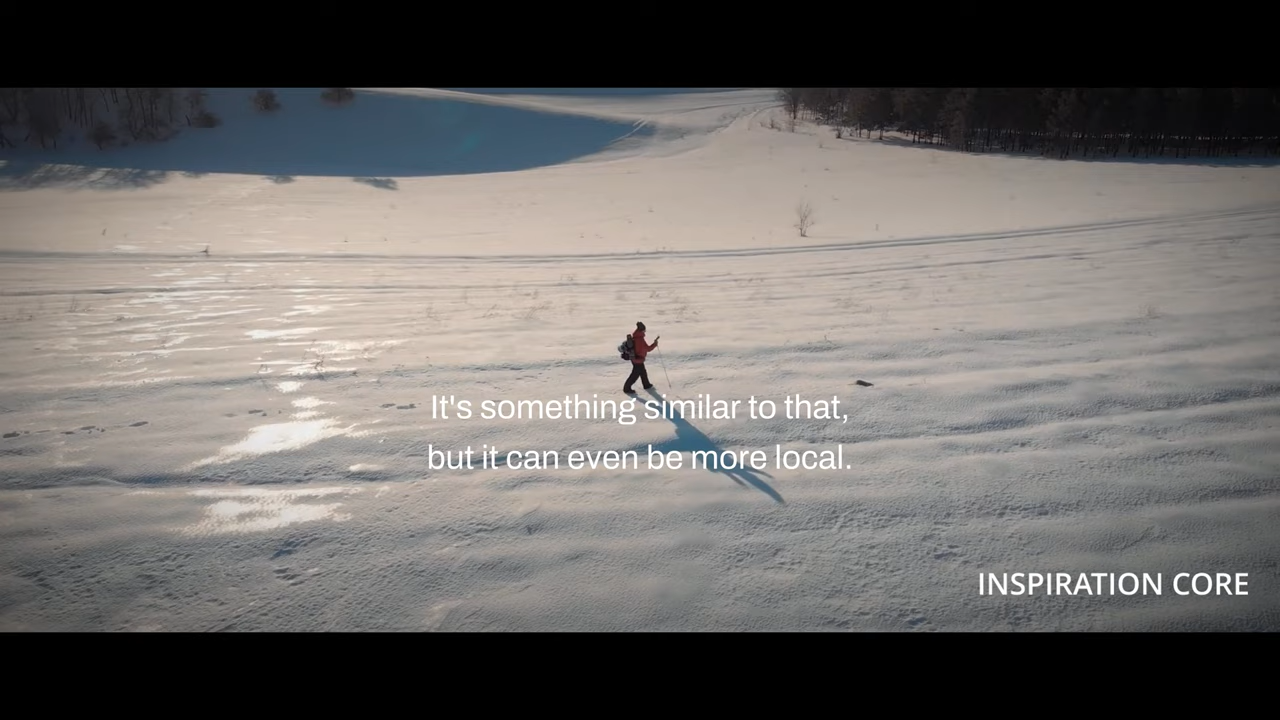 It's something similar to that,
but it can even be more local.
INSPIRATION CORE